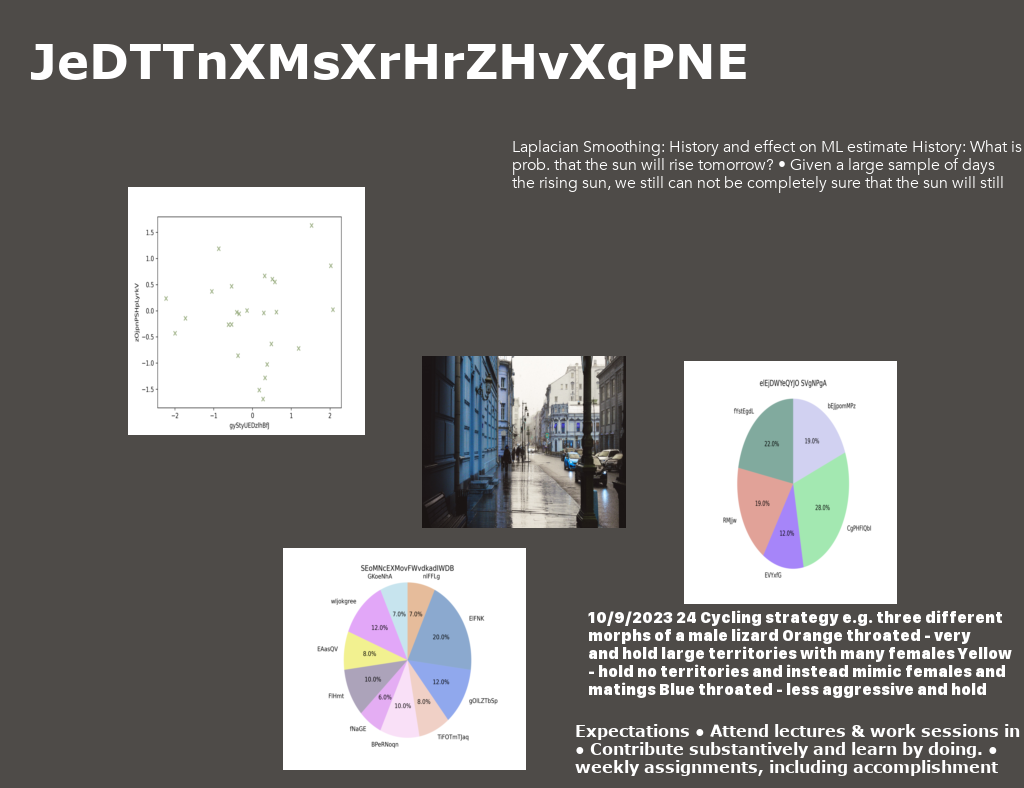 JeDTTnXMsXrHrZHvXqPNE
Laplacian Smoothing: History and effect on ML estimate History: What is
prob. that the sun will rise tomorrow? • Given a large sample of days
the rising sun, we still can not be completely sure that the sun will still
1.5
1.0
0.5
0.0
−0.5
−1.0
−1.5
−2 −1 0 1 2
eIEjDWYeQYJO SVgNPgA
fYstEgdL
bEJjpomMPz
22.0%
19.0%
19.0%
28.0%
RMJjw
CgPHFIQbI
12.0%
EVYxfG
SEoMNcEXMovFWvdkadIWDB
GKoeNhA
nIFFLg
wIjokgree
7.0%
7.0%
EIFNK
12.0%
20.0%
EAasQV
8.0%
10.0%
12.0%
FIHmt
6.0%
10.0%
8.0%
gOILZTbSp
fNaGE
BPeRNoqn
TiFOTmTJaq
10/9/2023 24 Cycling strategy e.g. three different
morphs of a male lizard Orange throated - very
and hold large territories with many females Yellow
- hold no territories and instead mimic females and
matings Blue throated - less aggressive and hold
Expectations ● Attend lectures & work sessions in
● Contribute substantively and learn by doing. ●
weekly assignments, including accomplishment